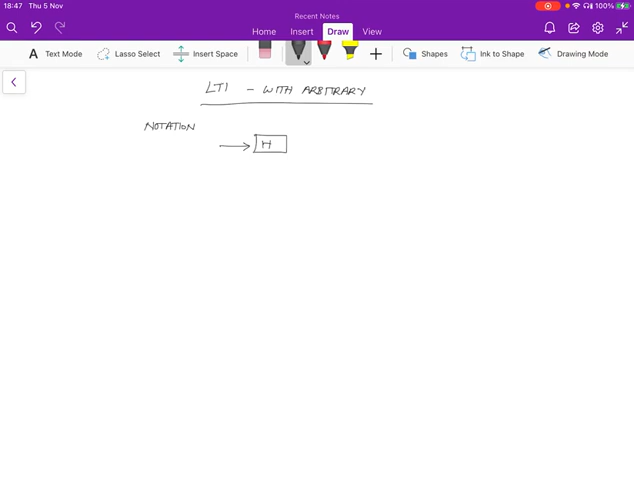 18:47 Thu 5 Nov
Recent Notes
100%
Home Insert Draw View
A Text Mode Lasso Select Insert Space Shapes Ink to Shape Drawing Mode
LTI - WITH ARBITRARY
NOTATION
H